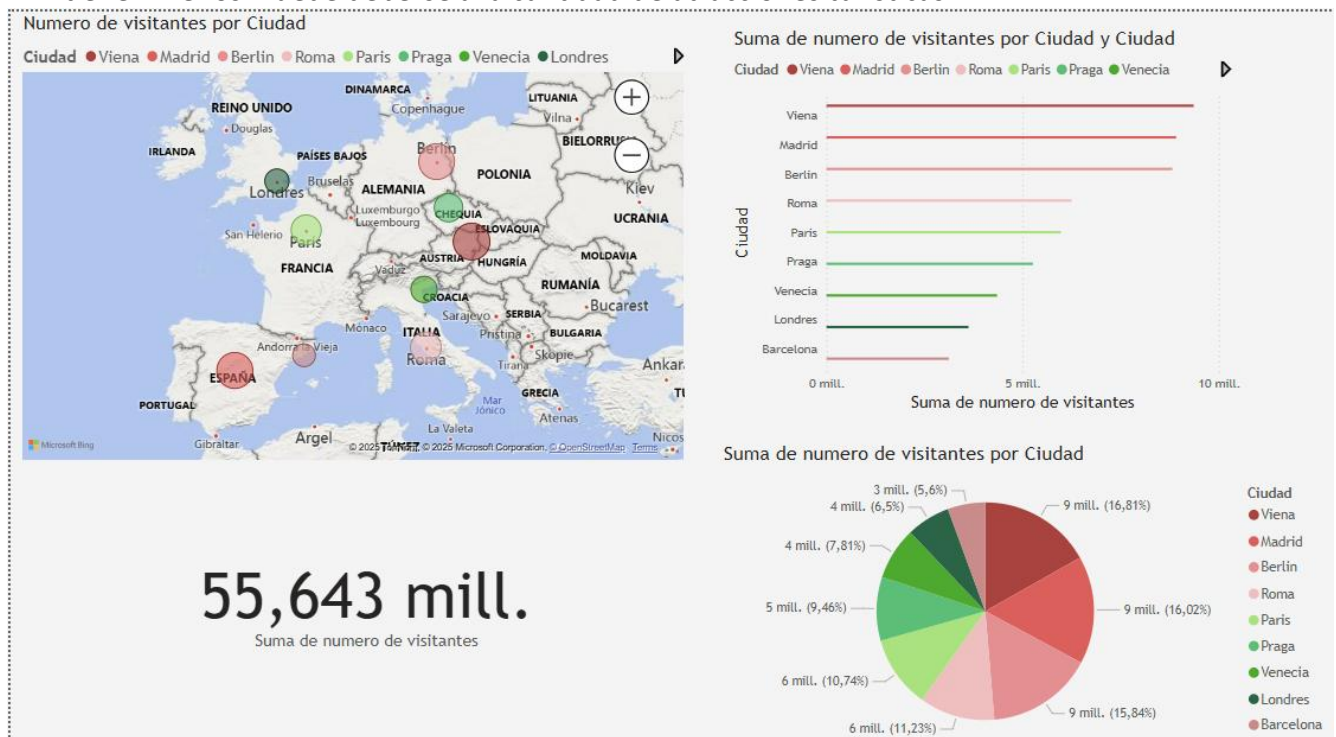 Numero de visitantes por Ciudad
Ciudad Viena Madrid Berlin Roma Paris Praga Venecia Londres
DINAMARCA
LITUANIA
REINO UNIDO
Copenhague
Vilna
Douglas
BIELORRUSI
IRLANDA
PAÍSES BAJOS
Berlin
POLONIA
Londres
Bruselas
ALEMANIA
Kiev
Luxemburgo
Luxembourg
CHEQUIA
UCRANIA
San Helerio
París
ESLOVAQUIA
FRANCIA
Vaduz
AUSTRIA
HUNGRÍA
MOLDAVIA
RUMANÍA
CROACIA
Bucarest
Mónaco
ITALIA
Sarajevo
SERBIA
Pristina
BULGARIA
Andorra la Vieja
Roma
Tirana
Skopie
Ankar
ESPAÑA
GRECIA
PORTUGAL
Mar
Jónico
Atenas
Gibraltar
Argel
La Valeta
TÚNEZ
Nicos
Microsoft Bing
© 2025 TomTom, © 2025 Microsoft Corporation, © OpenStreetMap Terms
Suma de numero de visitantes por Ciudad y Ciudad
Ciudad Viena Madrid Berlin Roma Paris Praga Venecia
Ciudad
Viena
Madrid
Berlin
Roma
Paris
Praga
Venecia
Londres
Barcelona
0 mill. 5 mill. 10 mill.
Suma de numero de visitantes
55,643 mill.
Suma de numero de visitantes
Suma de numero de visitantes por Ciudad
3 mill. (5,6%)
4 mill. (6,5%)
4 mill. (7,81%)
5 mill. (9,46%)
6 mill. (10,74%)
6 mill. (11,23%)
9 mill. (16,81%)
9 mill. (16,02%)
9 mill. (15,84%)
Ciudad
Viena
Madrid
Berlin
Roma
Paris
Praga
Venecia
Londres
Barcelona